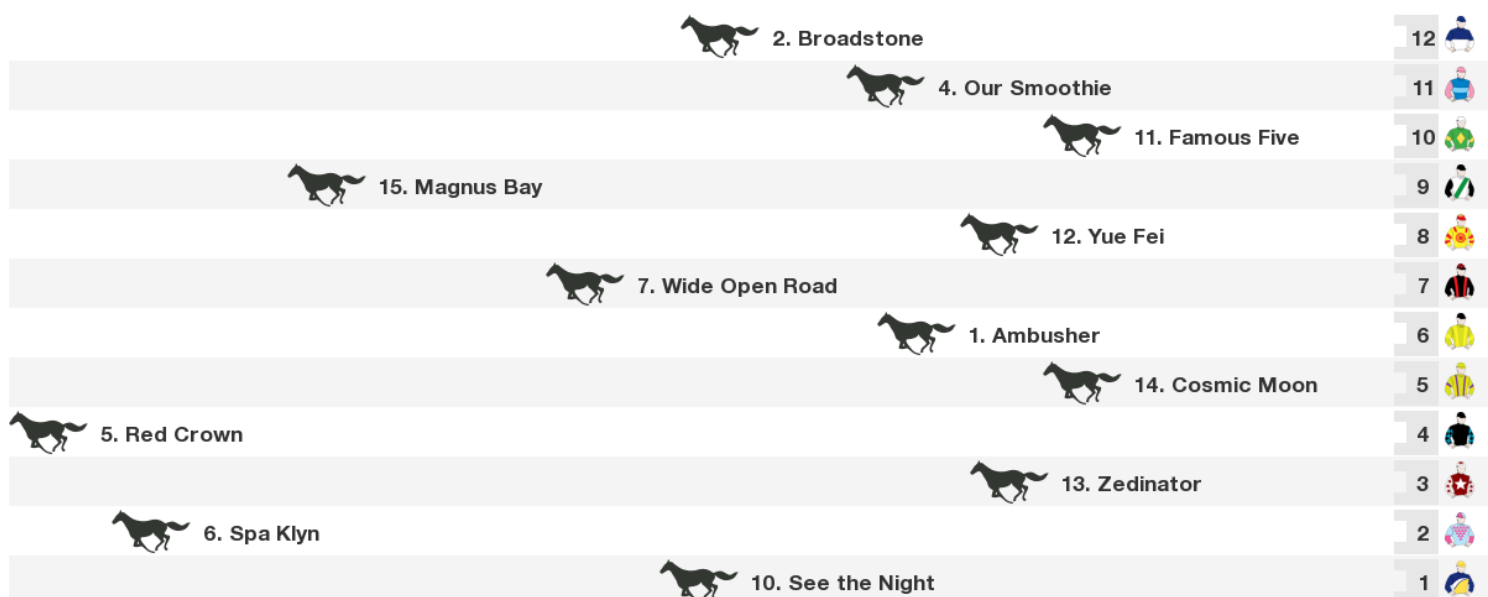 2. Broadstone 12
4. Our Smoothie 11
11. Famous Five 10
15. Magnus Bay 9
12. Yue Fei 8
7. Wide Open Road 7
1. Ambusher 6
14. Cosmic Moon 5
5. Red Crown 4
13. Zedinator 3
6. Spa Klyn 2
10. See the Night 1